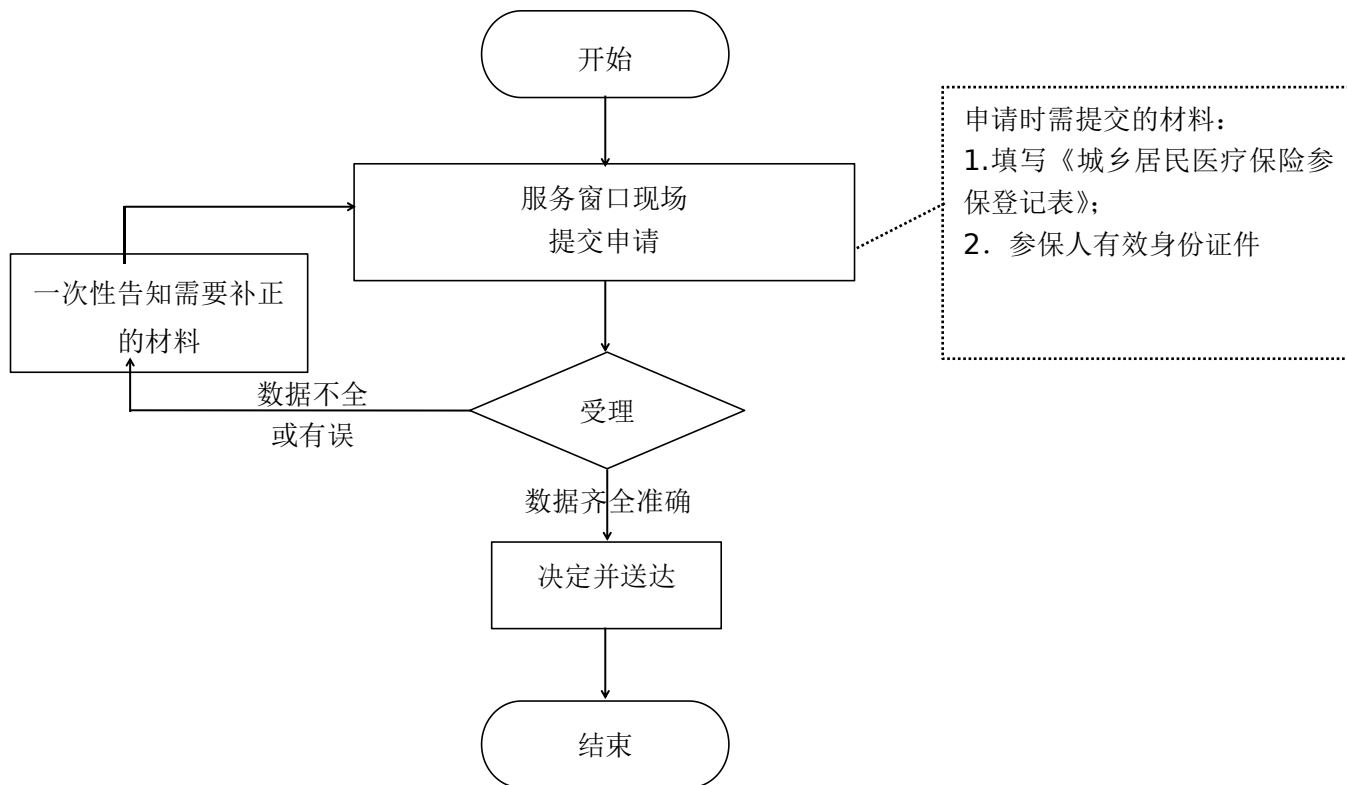 开始
申请时需提交的材料：
1.填写《城乡居民医疗保险参
保登记表》;
2．参保人有效身份证件
服务窗口现场
提交申请
一次性告知需要补正
的材料
数据不全
或有误
受理
数据齐全准确
决定并送达
结束